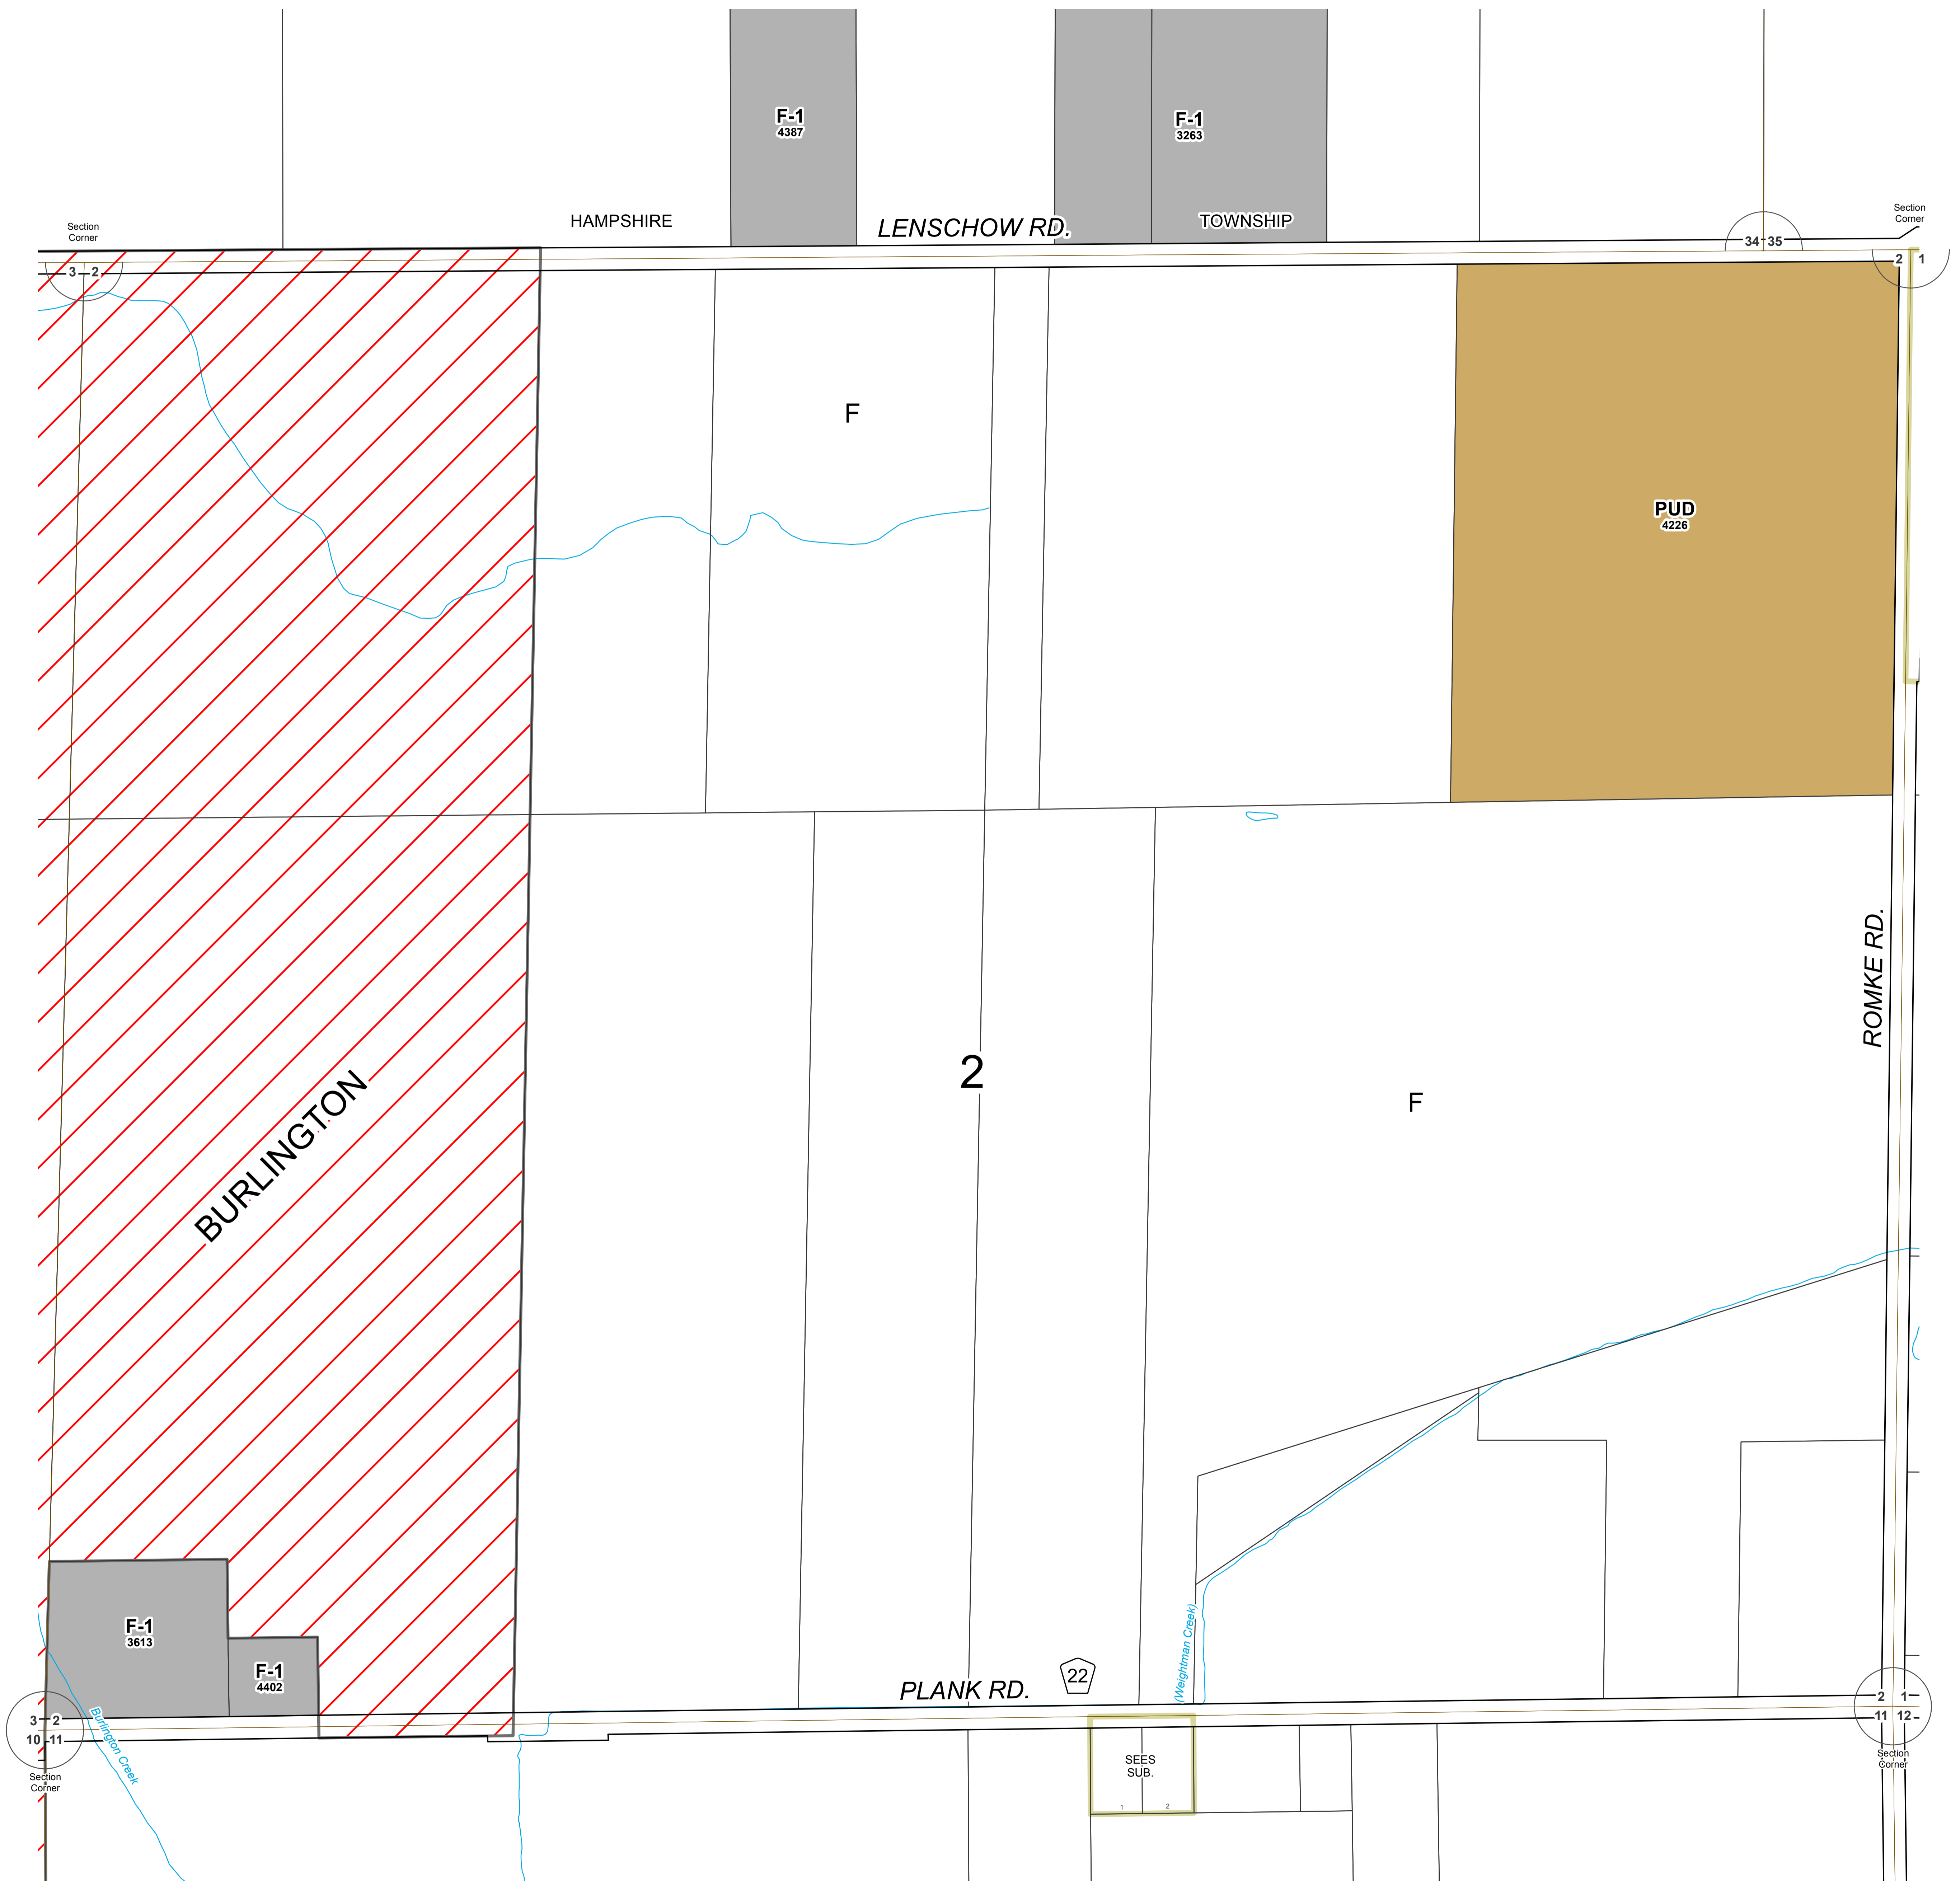 F-1
4387
F-1
3263
HAMPSHIRE
LENSCHOW RD.
TOWNSHIP
Section
Corner
Section
Corner
34 35
3 2
2 1
F
PUD
4226
ROMKE RD.
2
F
BURLINGTON
F-1
3613
F-1
4402
PLANK RD.
22
(Weightman Creek)
Burlington Creek
3 2
10 11
Section
Corner
2 1
11 12
Section
Corner
SEES
SUB.
1 2